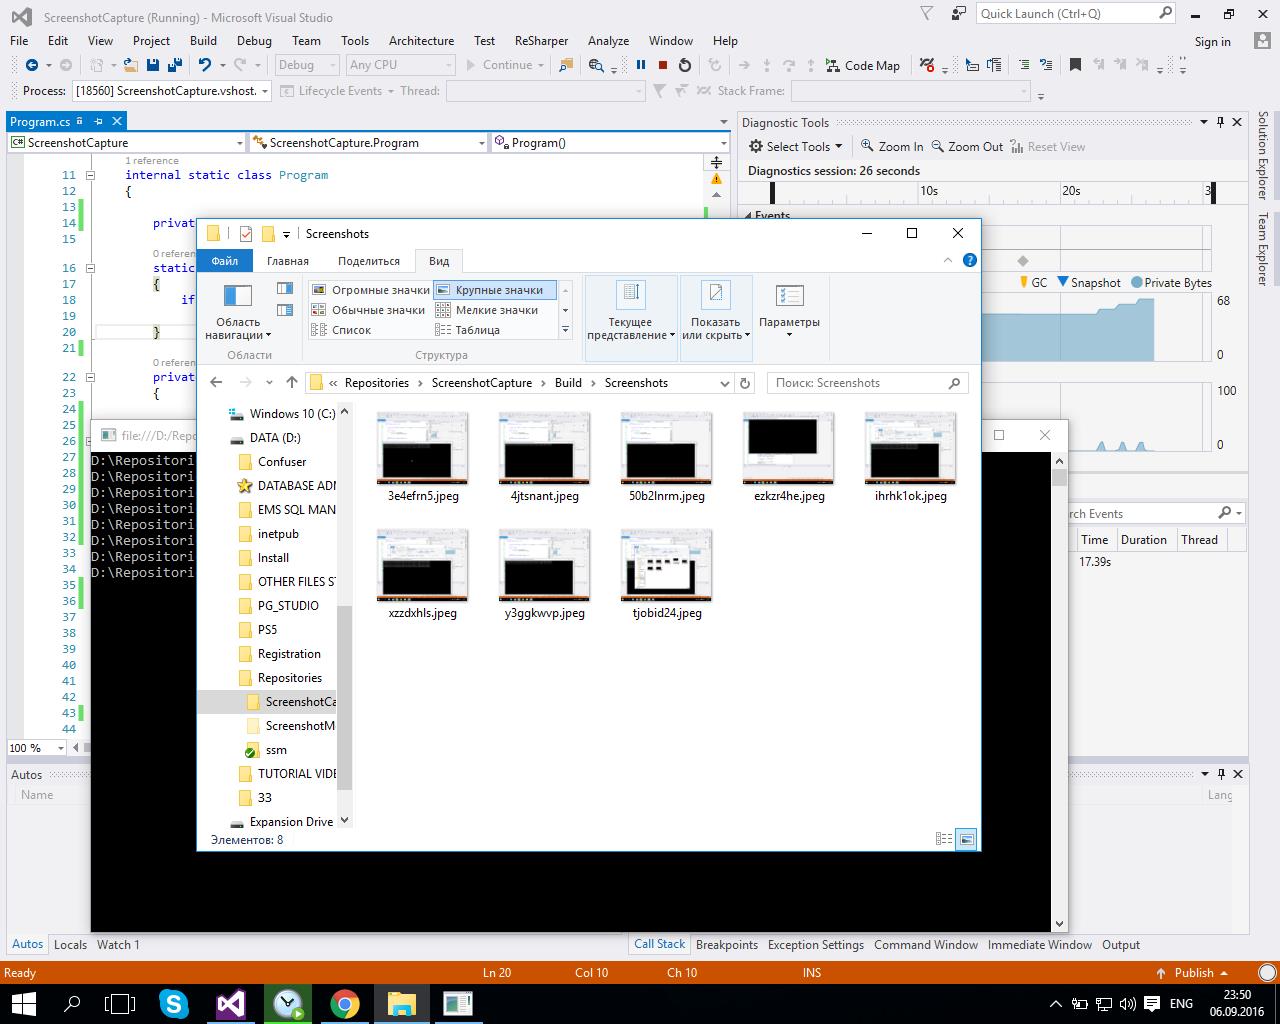 ScreenshotCapture (Running) - Microsoft Visual Studio
Quick Launch (Ctrl+Q)
File Edit View Project Build Debug Team Tools Architecture Test ReSharper Analyze Window Help
Sign in
Debug Any CPU Continue Code Map
Process: [18560] ScreenshotCapture.vshost. Lifecycle Events Thread: Stack Frame:
Program.cs
ScreenshotCapture ScreenshotCapture.Program Program()
1 reference
11 internal static class Program
12 {
13
14 privat
15
0 referen
16 static
17 {
18 if
19
20 }
21
0 referen
22 privat
23 {
24
25
26
27
28
29
30
31
32
33
34
35
36
37
38
39
40
41
42
43
44
100 %
Diagnostic Tools
Select Tools Zoom In Zoom Out Reset View
Diagnostics session: 26 seconds
10s 20s 3
Events
GC Snapshot Private Bytes
68
0
100
0
rch Events
Time Duration Thread
17.39s
Solution Explorer
Team Explorer
file:///D:/Repo
D:\Repositori
D:\Repositori
D:\Repositori
D:\Repositori
D:\Repositori
D:\Repositori
D:\Repositori
D:\Repositori
Screenshots
Файл Главная Поделиться Вид
Область навигации
Области
Огромные значки Крупные значки
Обычные значки Мелкие значки
Список Таблица
Структура
Текущее представление
Показать или скрыть
Параметры
« Repositories › ScreenshotCapture › Build › Screenshots
Поиск: Screenshots
Windows 10 (C:)
DATA (D:)
Confuser
DATABASE ADM
EMS SQL MAN
inetpub
Install
OTHER FILES ST
PG_STUDIO
PS5
Registration
Repositories
ScreenshotCa
ScreenshotM
ssm
TUTORIAL VIDE
33
Expansion Drive
3e4efrn5.jpeg 4jtsnant.jpeg 50b2lnrm.jpeg ezkzr4he.jpeg ihrhk1ok.jpeg
xzzdxhls.jpeg y3ggkwvp.jpeg tjobid24.jpeg
Элементов: 8
Autos
Name
Lang
Autos Locals Watch 1
Call Stack Breakpoints Exception Settings Command Window Immediate Window Output
Ready Ln 20 Col 10 Ch 10 INS Publish
ENG
23:50
06.09.2016